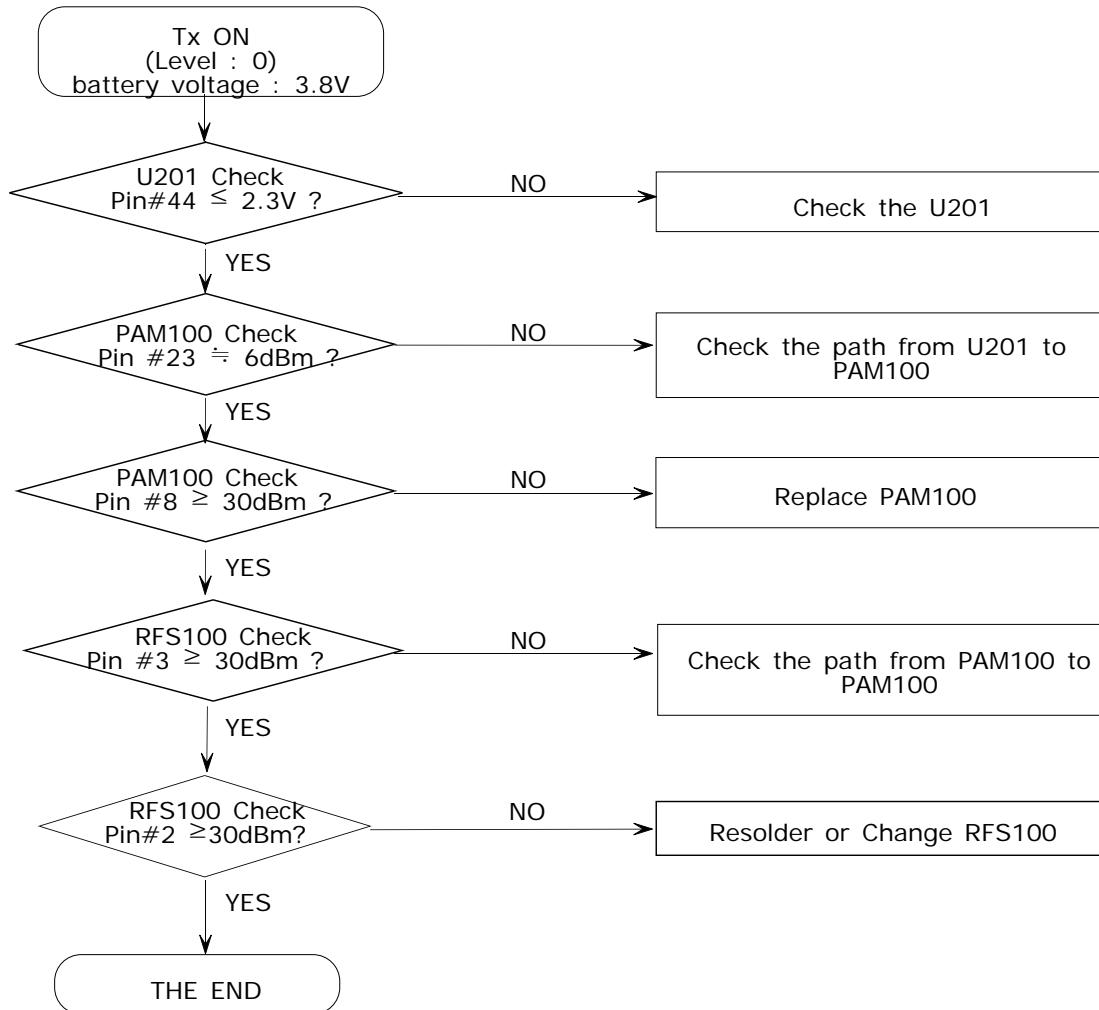 Tx ON
(Level : 0)
battery voltage : 3.8V
U201 Check
Pin#44 ≤ 2.3V ?
NO
Check the U201
YES
PAM100 Check
Pin #23 ≒ 6dBm ?
NO
Check the path from U201 to
PAM100
YES
PAM100 Check
Pin #8 ≥ 30dBm ?
NO
Replace PAM100
YES
RFS100 Check
Pin #3 ≥ 30dBm ?
NO
Check the path from PAM100 to
PAM100
YES
RFS100 Check
Pin#2 ≥30dBm?
NO
Resolder or Change RFS100
YES
THE END